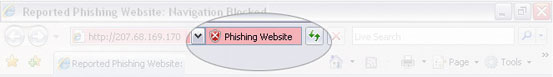 Reported Phishing Website: Navigation Blocked
http://207.68.169.170 Phishing Website Live Search
Reported Phishing Website: Page Tools